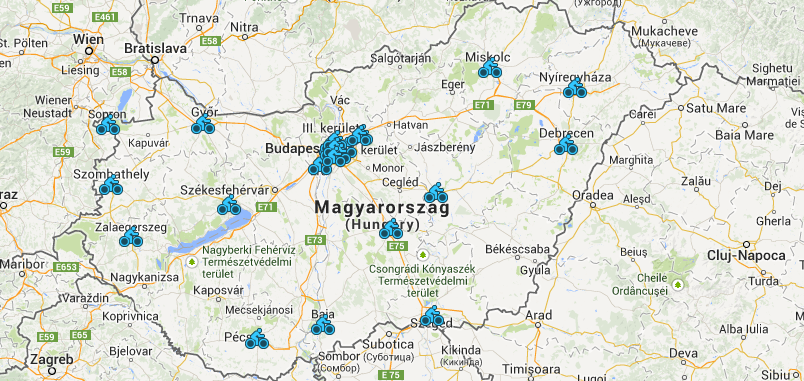 E59
E461
Trnava
Nitra
(Ужгород)
Wien
St. Pölten
Bratislava
Liesing
E58
Salgótarján
Miskolc
Mukacheve
(Мукачеве)
Wiener
Neustadt
E60
Sopron
Győr
Vác
Eger
E71
E79
Nyíregyháza
Sighetu
Marmației
Carei
Satu Mare
E59
Kapuvár
III. kerület
Hatvan
Budapes
kerület
Jászberény
Debrecen
Baia Mare
Monor
Marghita
Szombathely
Székesfehérvár
Cegléd
Oradea
Zalău
Dej
E71
Magyarország
(Hungary)
Aleșd
Gherla
Zalaegerszeg
E73
E75
Békéscsaba
Beiuș
Cluj-Napoca
Maribor
E653
Nagyberki Fehérvíz
Természetvédelmi
terület
Gyula
Nagykanizsa
Csongrádi Kónyaszék
Természetvédelmi
terület
Cheile
Ordâncușei
Turda
Varaždin
Kaposvár
Mecsekjánosi
Koprivnica
Baja
Szeged
Arad
Alba Iulia
Bjelovar
Pécs
Sombor
(Сомбор)
Subotica
(Суботица)
Kikinda
(Кикинда)
Deva
Zagreb
E 75
Timișoara
Sibiu